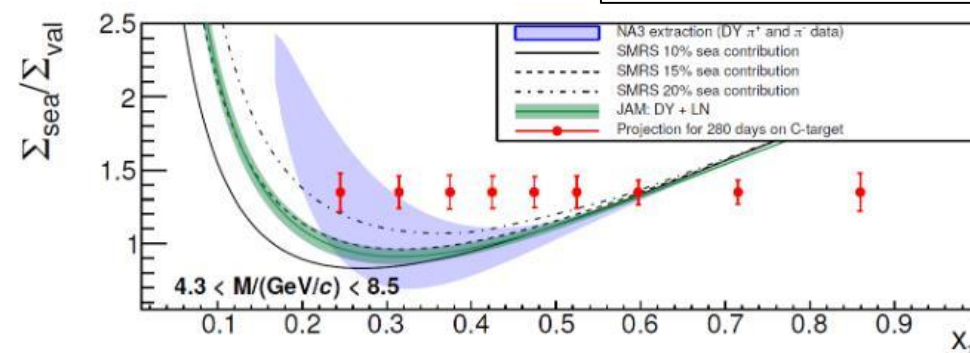 Σsea/Σval
2.5
2
1.5
1
NA3 extraction (DY π⁺ and π⁻ data)
SMRS 10% sea contribution
SMRS 15% sea contribution
SMRS 20% sea contribution
JAM: DY + LN
Projection for 280 days on C-target
4.3 < M/(GeV/c) < 8.5
0.1 0.2 0.3 0.4 0.5 0.6 0.7 0.8 0.9
x